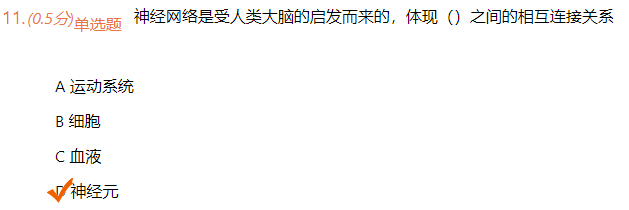 11.(0.5分)单选题 神经网络是受人类大脑的启发而来的，体现（）之间的相互连接关系
A 运动系统
B 细胞
C 血液
D 神经元